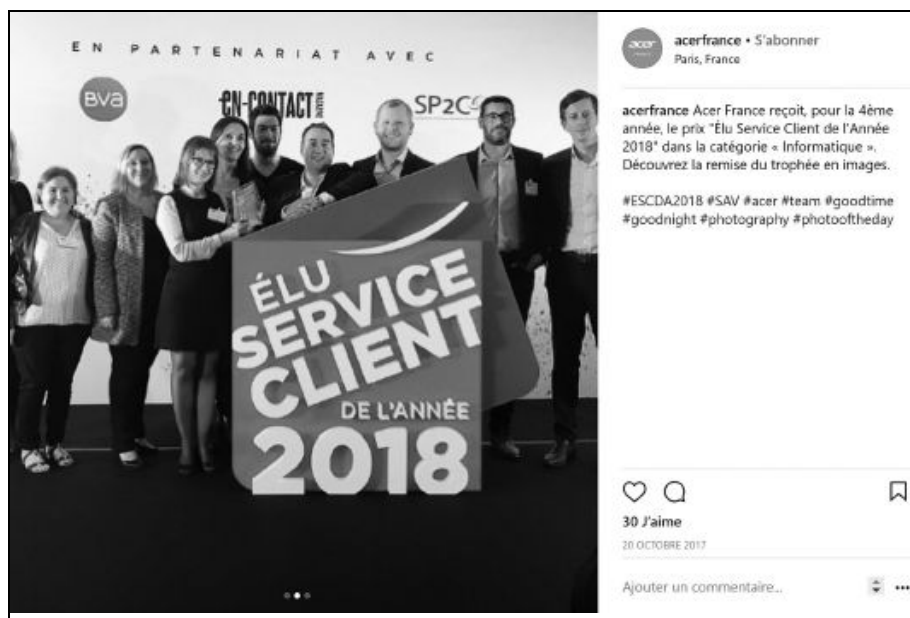 EN PARTENARIAT AVEC
BVa
EN-CONTACT
SP2C
ÉLU
SERVICE
CLIENT
DE L'ANNÉE
2018
acer
acerfrance • S'abonner
Paris, France
acerfrance Acer France reçoit, pour la 4ème
année, le prix "Élu Service Client de l'Année
2018" dans la catégorie « Informatique ».
Découvrez la remise du trophée en images.
#ESCDA2018 #SAV #acer #team #goodtime
#goodnight #photography #photooftheday
30 J'aime
20 OCTOBRE 2017
Ajouter un commentaire...